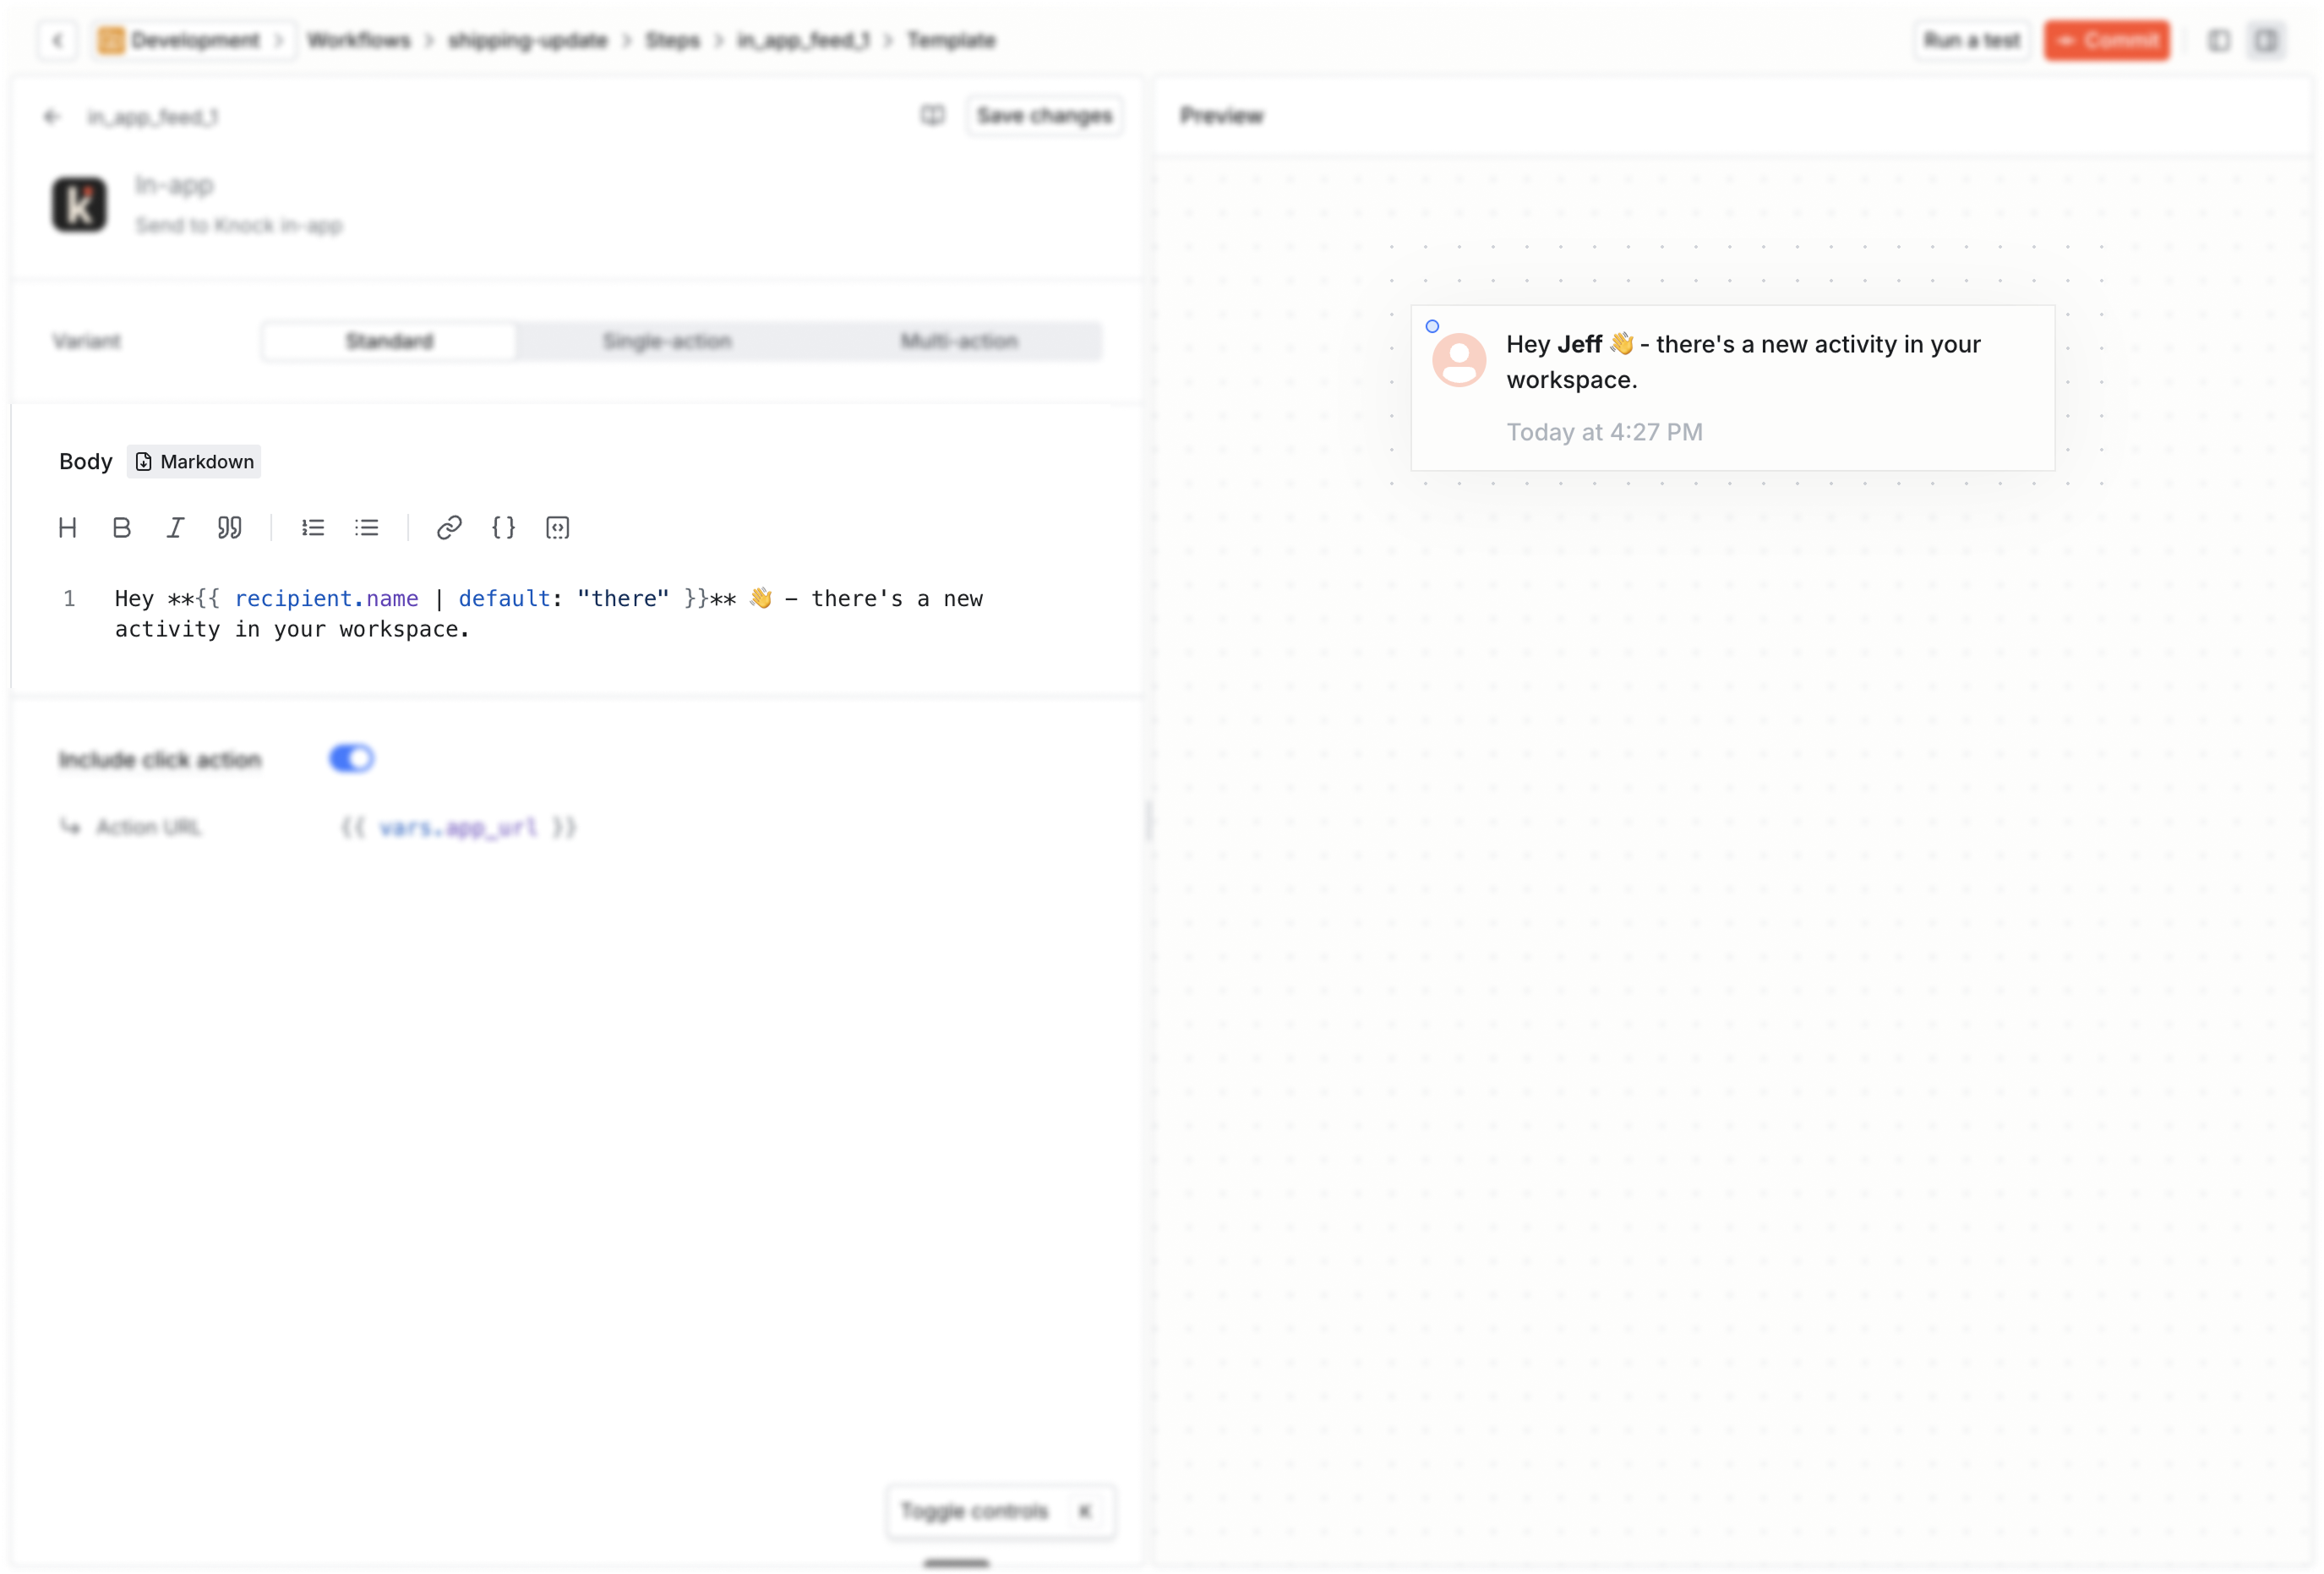 Development
Workflows
shipping-update
Steps
in_app_feed_1
Template
Run a test
Commit
in_app_feed_1
Save changes
Preview
k
In-app
Send to Knock in-app
Variant
Standard
Single-action
Multi-action
Hey Jeff 👋 - there's a new activity in your
workspace.
Today at 4:27 PM
Body
Markdown
1 Hey **{{ recipient.name | default: "there" }}** 👋 – there's a new
activity in your workspace.
Include click action
Action URL
{{ vars.app_url }}
Toggle controls K